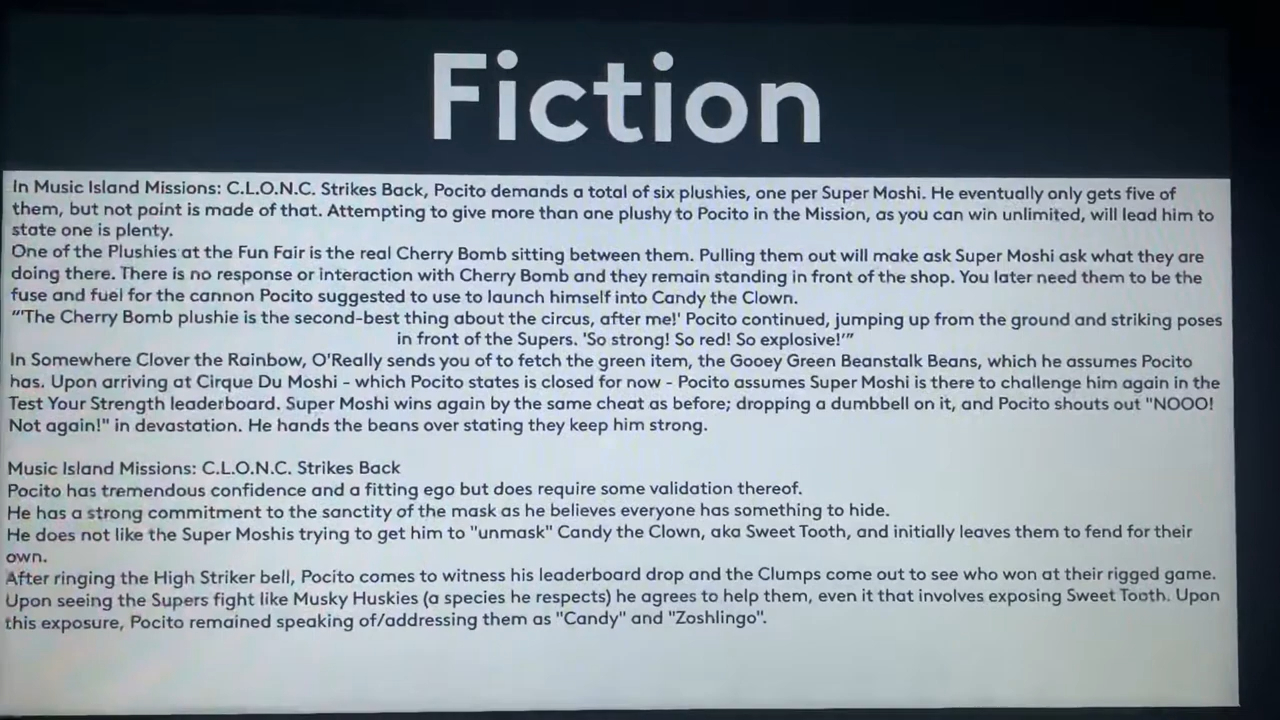 Fiction
In Music Island Missions: C.L.O.N.C. Strikes Back, Pocito demands a total of six plushies, one per Super Moshi. He eventually only gets five of
them, but not point is made of that. Attempting to give more than one plushy to Pocito in the Mission, as you can win unlimited, will lead him to
state one is plenty.
One of the Plushies at the Fun Fair is the real Cherry Bomb sitting between them. Pulling them out will make ask Super Moshi ask what they are
doing there. There is no response or interaction with Cherry Bomb and they remain standing in front of the shop. You later need them to be the
fuse and fuel for the cannon Pocito suggested to use to launch himself into Candy the Clown.
“'The Cherry Bomb plushie is the second-best thing about the circus, after me!' Pocito continued, jumping up from the ground and striking poses
in front of the Supers. 'So strong! So red! So explosive!’”
In Somewhere Clover the Rainbow, O'Really sends you of to fetch the green item, the Gooey Green Beanstalk Beans, which he assumes Pocito
has. Upon arriving at Cirque Du Moshi - which Pocito states is closed for now - Pocito assumes Super Moshi is there to challenge him again in the
Test Your Strength leaderboard. Super Moshi wins again by the same cheat as before; dropping a dumbbell on it, and Pocito shouts out "NOOO!
Not again!" in devastation. He hands the beans over stating they keep him strong.
Music Island Missions: C.L.O.N.C. Strikes Back
Pocito has tremendous confidence and a fitting ego but does require some validation thereof.
He has a strong commitment to the sanctity of the mask as he believes everyone has something to hide.
He does not like the Super Moshis trying to get him to "unmask" Candy the Clown, aka Sweet Tooth, and initially leaves them to fend for their
own.
After ringing the High Striker bell, Pocito comes to witness his leaderboard drop and the Clumps come out to see who won at their rigged game.
Upon seeing the Supers fight like Musky Huskies (a species he respects) he agrees to help them, even it that involves exposing Sweet Tooth. Upon
this exposure, Pocito remained speaking of/addressing them as "Candy" and "Zoshlingo".